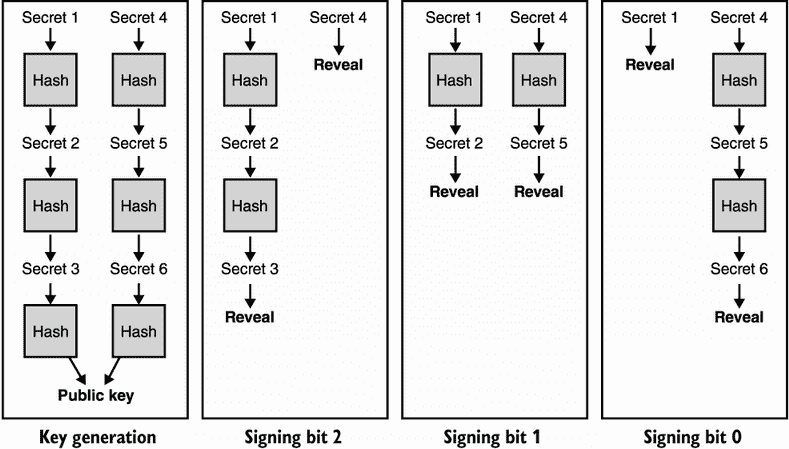 Secret 1
Secret 4
Hash
Hash
Secret 2
Secret 5
Hash
Hash
Secret 3
Secret 6
Hash
Hash
Public key
Key generation
Secret 1
Secret 4
Hash
Reveal
Secret 2
Hash
Secret 3
Reveal
Signing bit 2
Secret 1
Secret 4
Hash
Hash
Secret 2
Secret 5
Reveal
Reveal
Signing bit 1
Secret 1
Secret 4
Reveal
Hash
Secret 5
Hash
Secret 6
Reveal
Signing bit 0